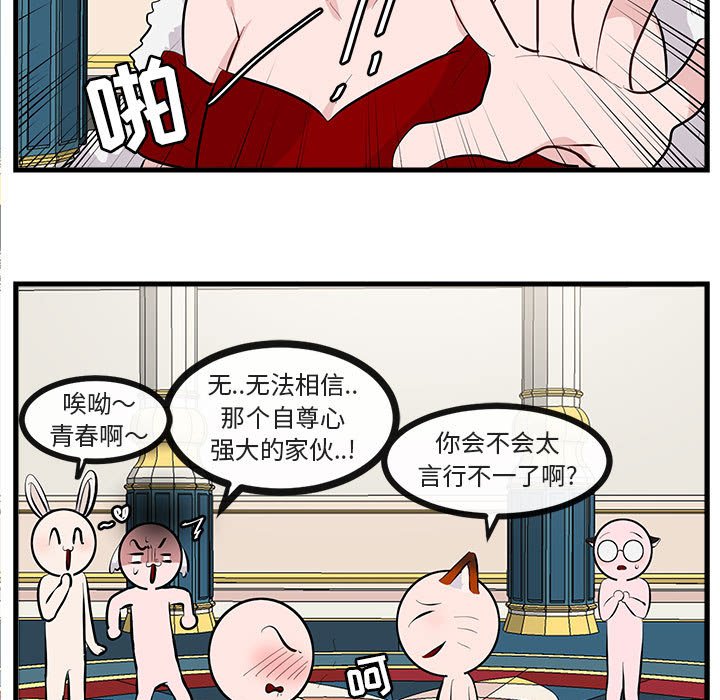 啪
唉呦～
青春啊～
无..无法相信..
那个自尊心
强大的家伙..!
你会不会太
言行不一了啊?
呵